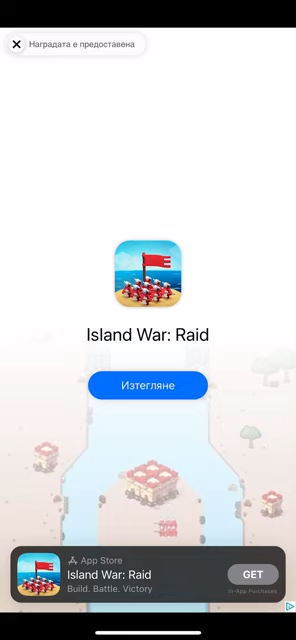 Наградата е предоставена
Island War: Raid
Изтегляне
App Store
Island War: Raid
Build. Battle. Victory
GET
In-App Purchases